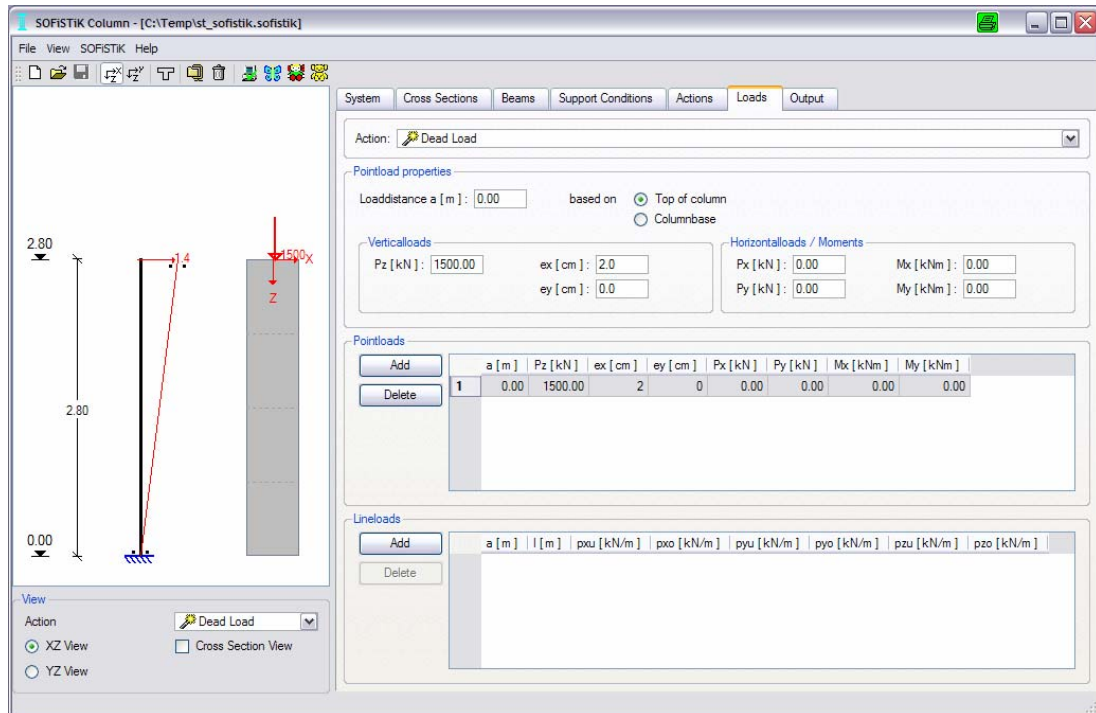 SOFiSTiK Column - [C:\Temp\st_sofistik.sofistik]
File View SOFiSTiK Help
System Cross Sections Beams Support Conditions Actions Loads Output
Action: Dead Load
Pointload properties
Loaddistance a [ m ] : 0.00 based on Top of column
Columnbase
Verticalloads
Pz [ kN ] : 1500.00 ex [ cm ] : 2.0
ey [ cm ] : 0.0
Horizontalloads / Moments
Px [ kN ] : 0.00 Mx [ kNm ] : 0.00
Py [ kN ] : 0.00 My [ kNm ] : 0.00
2.80
1.4
1500
X
Z
2.80
0.00
Pointloads
Add
Delete
a [ m ] Pz [ kN ] ex [ cm ] ey [ cm ] Px [ kN ] Py [ kN ] Mx [ kNm ] My [ kNm ]
1 0.00 1500.00 2 0 0.00 0.00 0.00 0.00
Lineloads
Add
Delete
a [ m ] l [ m ] pxu [ kN/m ] pxo [ kN/m ] pyu [ kN/m ] pyo [ kN/m ] pzu [ kN/m ] pzo [ kN/m ]
View
Action Dead Load
XZ View Cross Section View
YZ View